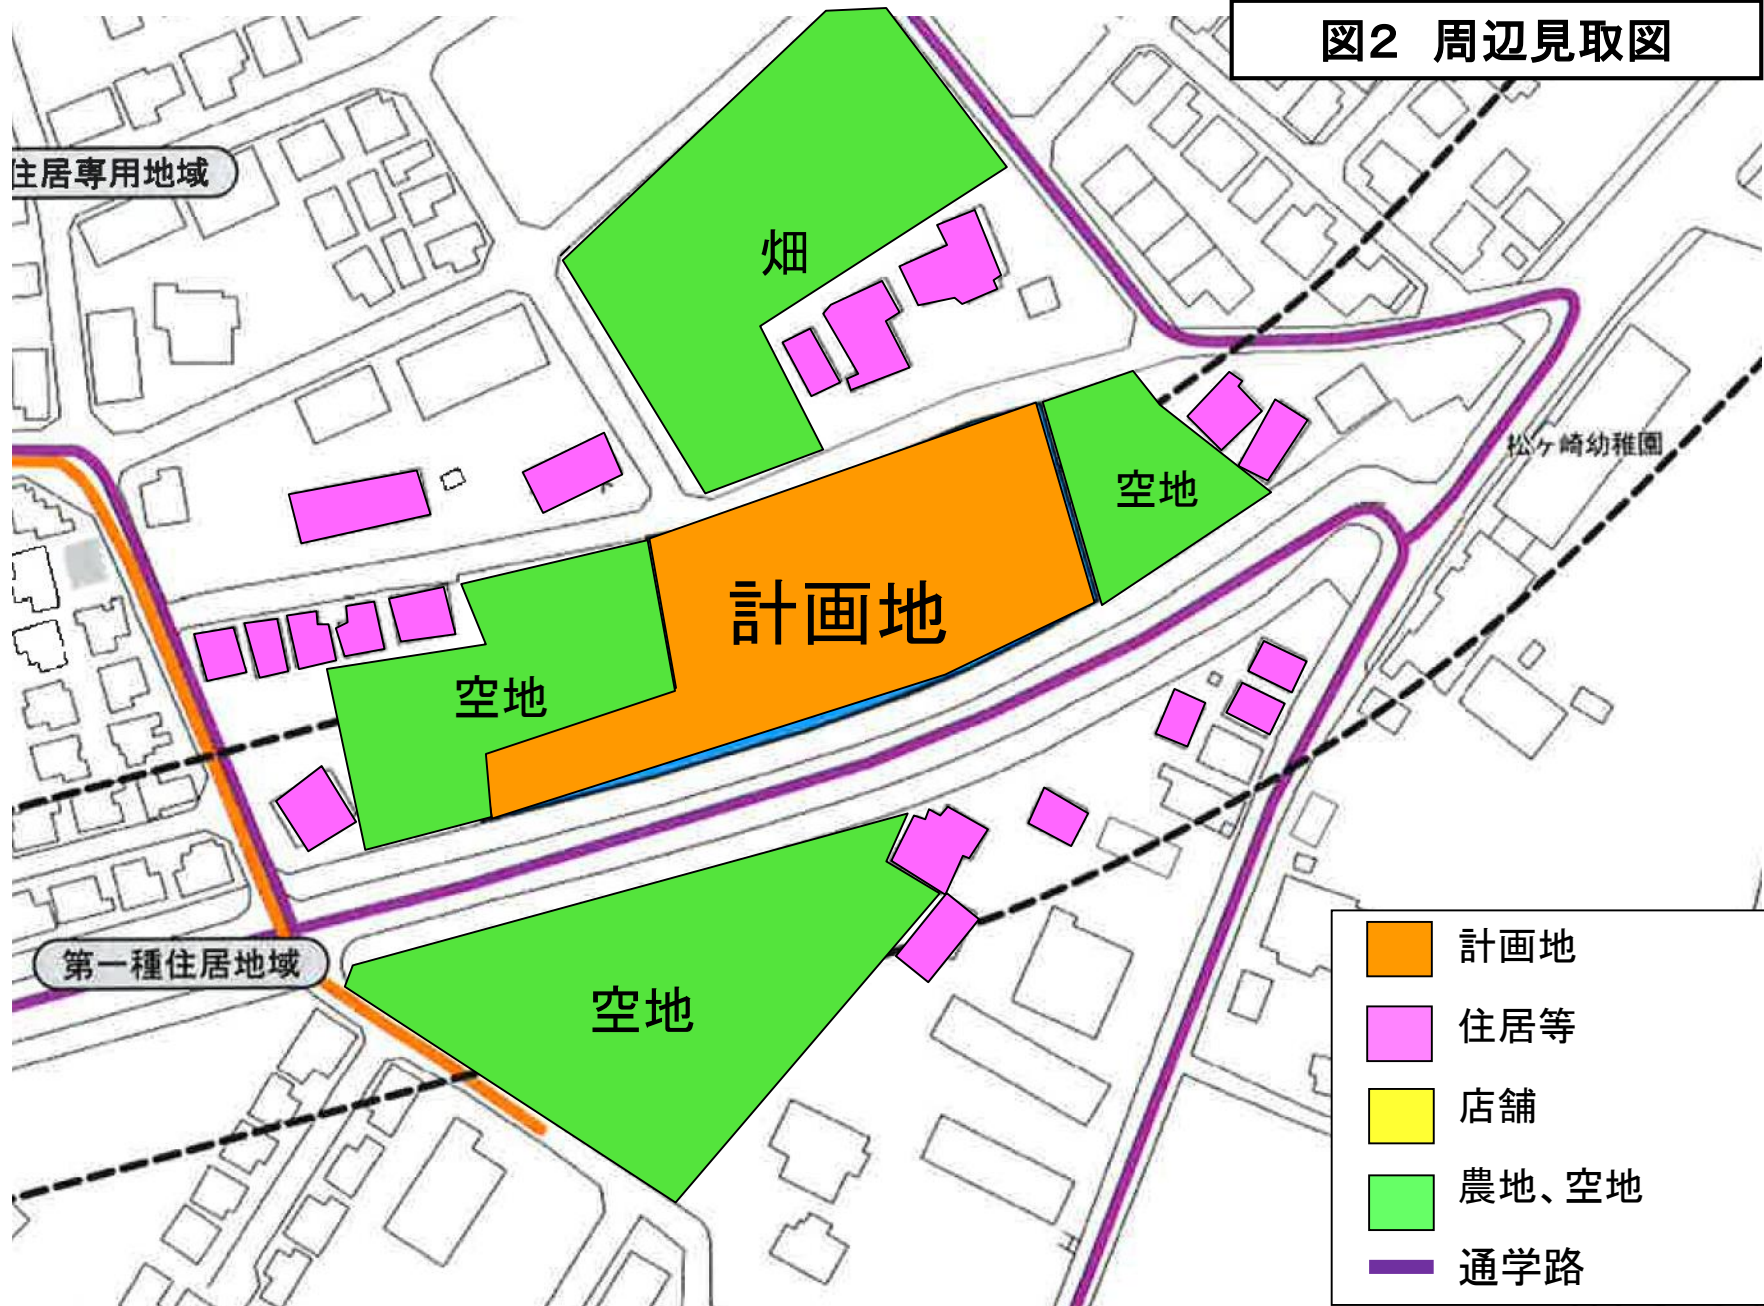 図2 周辺見取図
住居専用地域
畑
松ヶ崎幼稚園
空地
計画地
空地
第一種住居地域
空地
計画地
住居等
店舗
農地、空地
通学路